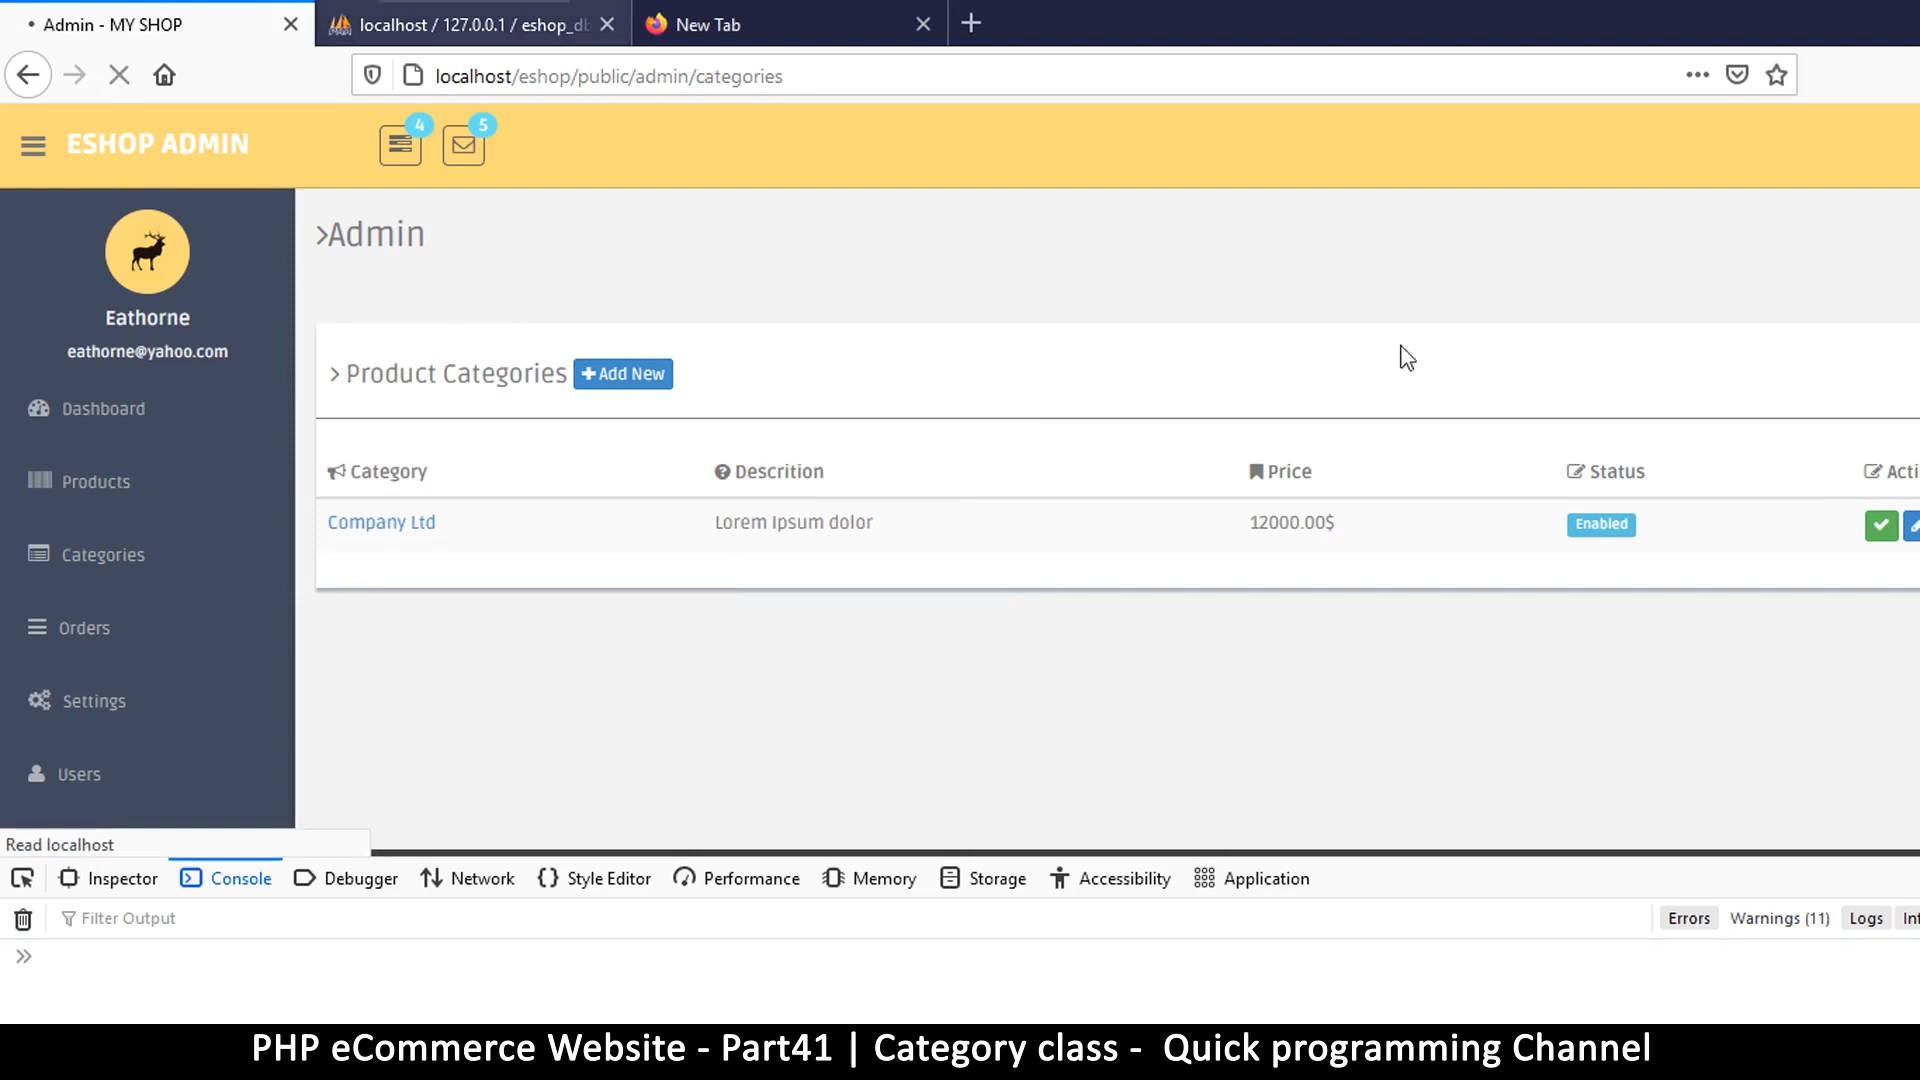 Admin - MY SHOP
localhost / 127.0.0.1 / eshop_db
New Tab
localhost/eshop/public/admin/categories
ESHOP ADMIN
4
5
Eathorne
eathorne@yahoo.com
Dashboard
Products
Categories
Orders
Settings
Users
>Admin
> Product Categories
Add New
Category
Descrition
Price
Status
Acti
Company Ltd
Lorem Ipsum dolor
12000.00$
Enabled
Read localhost
Inspector
Console
Debugger
Network
Style Editor
Performance
Memory
Storage
Accessibility
Application
Filter Output
Errors
Warnings (11)
Logs
Inf
PHP eCommerce Website - Part41 | Category class - Quick programming Channel